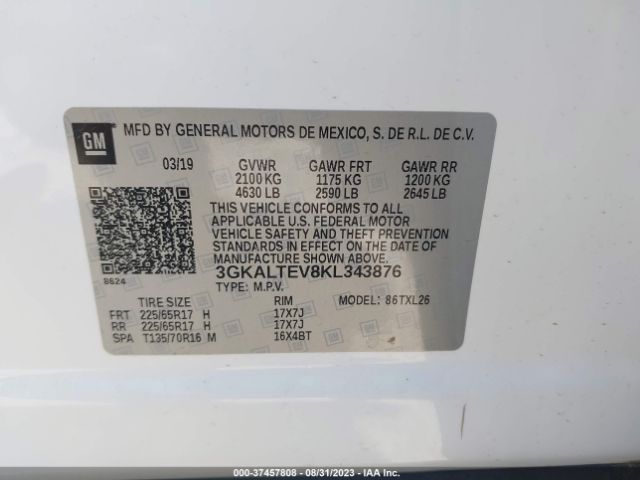 GM
MFD BY GENERAL MOTORS DE MEXICO, S. DE R.L. DE C.V.
03/19 GVWR GAWR FRT GAWR RR
2100 KG 1175 KG 1200 KG
4630 LB 2590 LB 2645 LB
THIS VEHICLE CONFORMS TO ALL
APPLICABLE U.S. FEDERAL MOTOR
VEHICLE SAFETY AND THEFT PREVENTION
STANDARDS IN EFFECT ON THE DATE OF
MANUFACTURE SHOWN ABOVE.
8624 3GKALTEV8KL343876
TYPE: M.P.V.
TIRE SIZE RIM MODEL: 86TXL26
FRT 225/65R17 H 17X7J
RR 225/65R17 H 17X7J
SPA T135/70R16 M 16X4BT
©IAA - #37457808 - 08/31/2023 - IAA Inc.